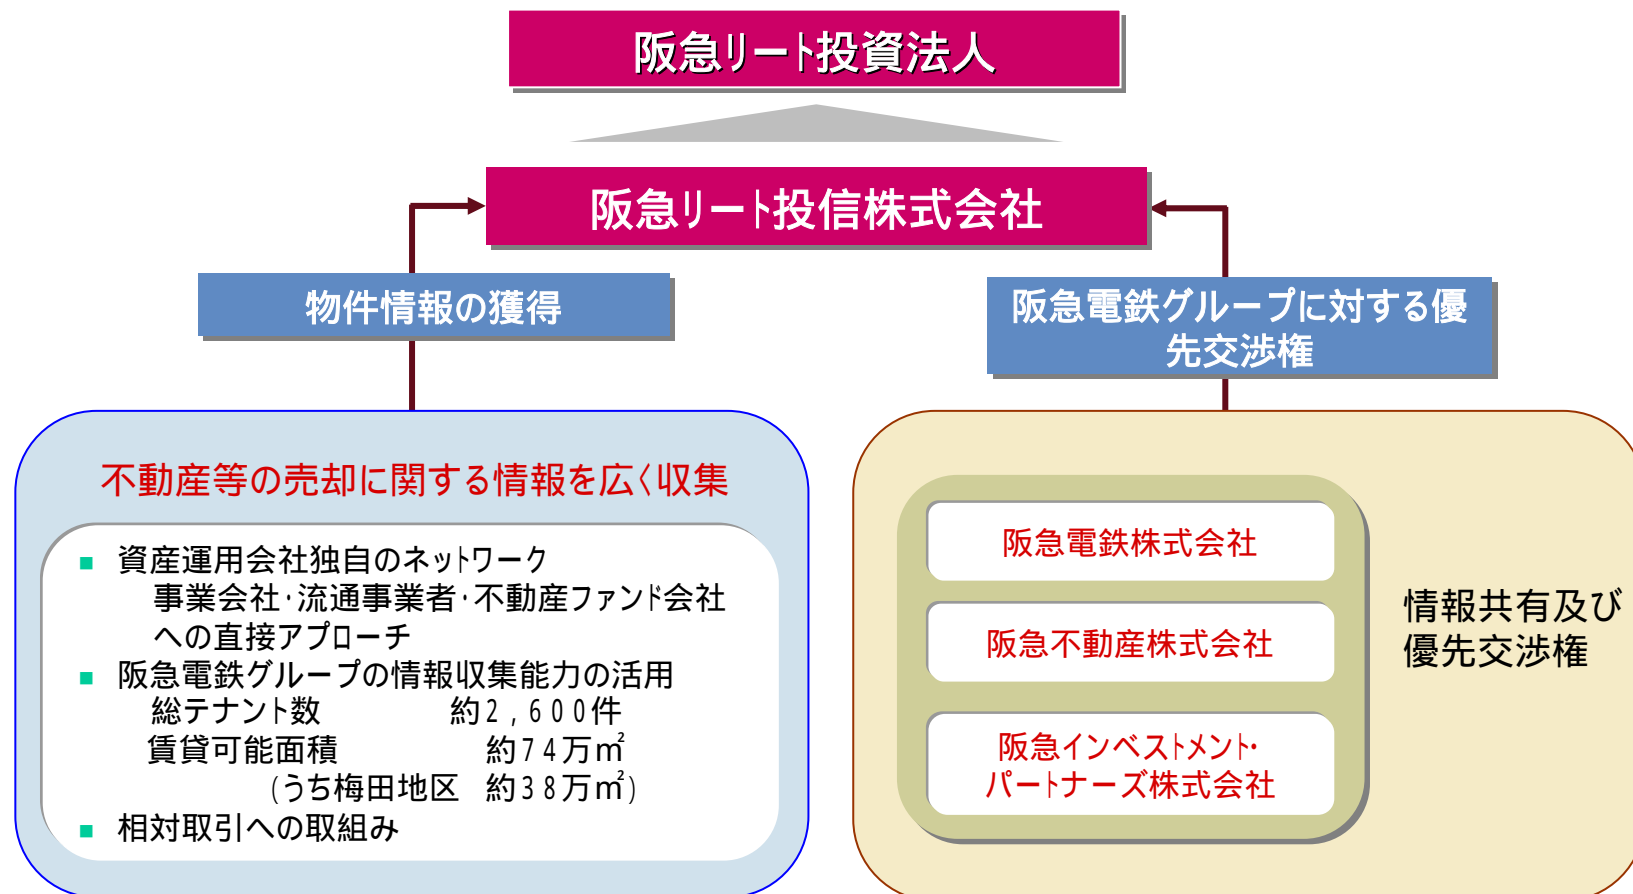 阪急リート投資法人
阪急リート投信株式会社
物件情報の獲得
阪急電鉄グループに対する優
先交渉権
不動産等の売却に関する情報を広く収集
資産運用会社独自のネットワーク
事業会社・流通事業者・不動産ファンド会社
への直接アプローチ
阪急電鉄グループの情報収集能力の活用
総テナント数 約2,600件
賃貸可能面積 約74万㎡
(うち梅田地区 約38万㎡)
相対取引への取組み
阪急電鉄株式会社
阪急不動産株式会社
阪急インベストメント・
パートナーズ株式会社
情報共有及び
優先交渉権